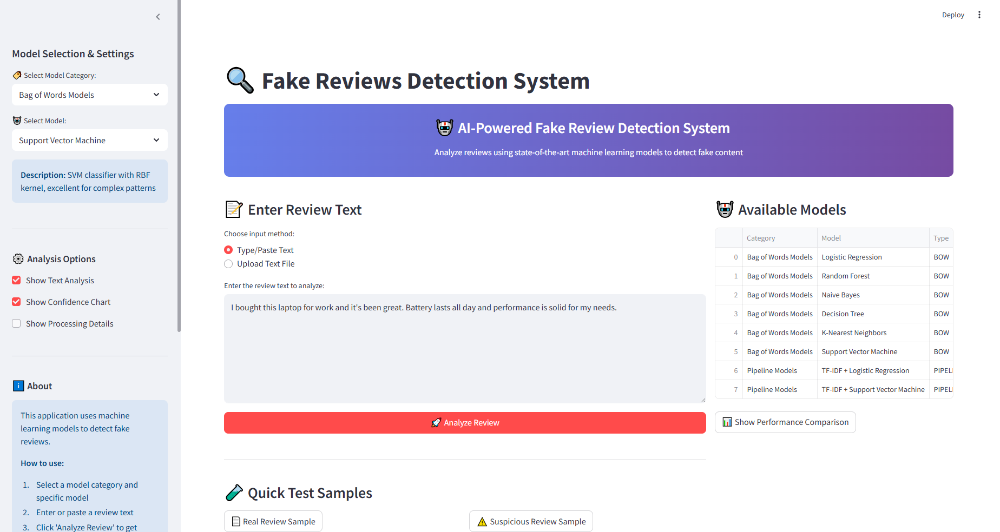 Deploy
Model Selection & Settings
Select Model Category:
Bag of Words Models
Select Model:
Support Vector Machine
Description: SVM classifier with RBF
kernel, excellent for complex patterns
Analysis Options
Show Text Analysis
Show Confidence Chart
Show Processing Details
i About
This application uses machine
learning models to detect fake
reviews.
How to use:
1. Select a model category and
specific model
2. Enter or paste a review text
3. Click 'Analyze Review' to get
Fake Reviews Detection System
AI-Powered Fake Review Detection System
Analyze reviews using state-of-the-art machine learning models to detect fake content
Enter Review Text
Choose input method:
Type/Paste Text
Upload Text File
Enter the review text to analyze:
I bought this laptop for work and it's been great. Battery lasts all day and performance is solid for my needs.
Analyze Review
Quick Test Samples
Real Review Sample
Suspicious Review Sample
Available Models
Category Model Type
0 Bag of Words Models Logistic Regression BOW
1 Bag of Words Models Random Forest BOW
2 Bag of Words Models Naive Bayes BOW
3 Bag of Words Models Decision Tree BOW
4 Bag of Words Models K-Nearest Neighbors BOW
5 Bag of Words Models Support Vector Machine BOW
6 Pipeline Models TF-IDF + Logistic Regression PIPEL
7 Pipeline Models TF-IDF + Support Vector Machine PIPEL
Show Performance Comparison